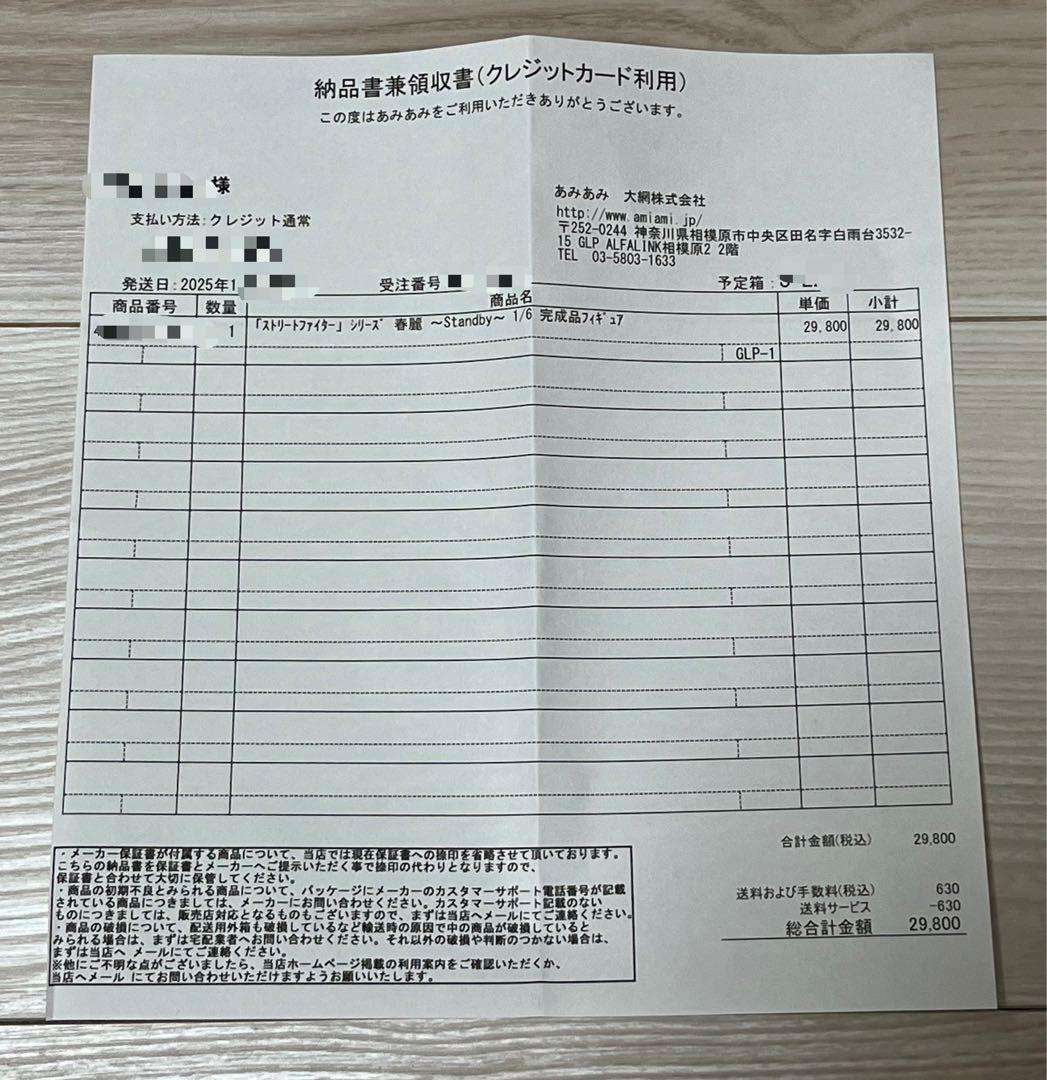 納品書兼領収書(クレジットカード利用)
この度はあみあみをご利用いただきありがとうございます。
様
支払い方法:クレジット通常
あみあみ 大網株式会社
http://www.amiami.jp/
〒252-0244 神奈川県相模原市中央区田名字白雨台3532-
15 GLP ALFALINK相模原2 2階
TEL 03-5803-1633
発送日:2025年1 受注番号 予定箱:
商品番号 数量 商品名 単価 小計
1 「ｽﾄﾘｰﾄﾌｧｲﾀｰ」ｼﾘｰｽﾞ 春麗 ～Standby～ 1/6 完成品ﾌｨｷﾞｭｱ 29,800 29,800
GLP-1
合計金額(税込) 29,800
送料および手数料(税込) 630
送料サービス -630
総合計金額 29,800
・メーカー保証書が付属する商品について、当店では現在保証書への捺印を省略させて頂いております。
こちらの納品書を保証書とメーカーへご提示いただく事で捺印の代わりとなりますので、
保証書と合わせて大切に保管してください。
・商品の初期不良とみられる商品について、パッケージにメーカーのカスタマーサポート電話番号が記載
されている商品につきましては、メーカーにお問い合わせください。カスタマーサポート記載のない
ものにつきましては、販売店対応となるものもございますので、まずは当店へメールにてご連絡ください。
・商品の破損について、配送用外箱も破損しているなど輸送時の原因で中の商品が破損していると
みられる場合は、まずは宅配業者へお問い合わせください。それ以外の破損や判断のつかない場合は、
まずは当店へ メールにてご連絡ください。
※他にご不明な点がございましたら、当店ホームページ掲載の利用案内をご確認いただくか、
当店へメール にてお問い合わせいただけますようお願いいたします。